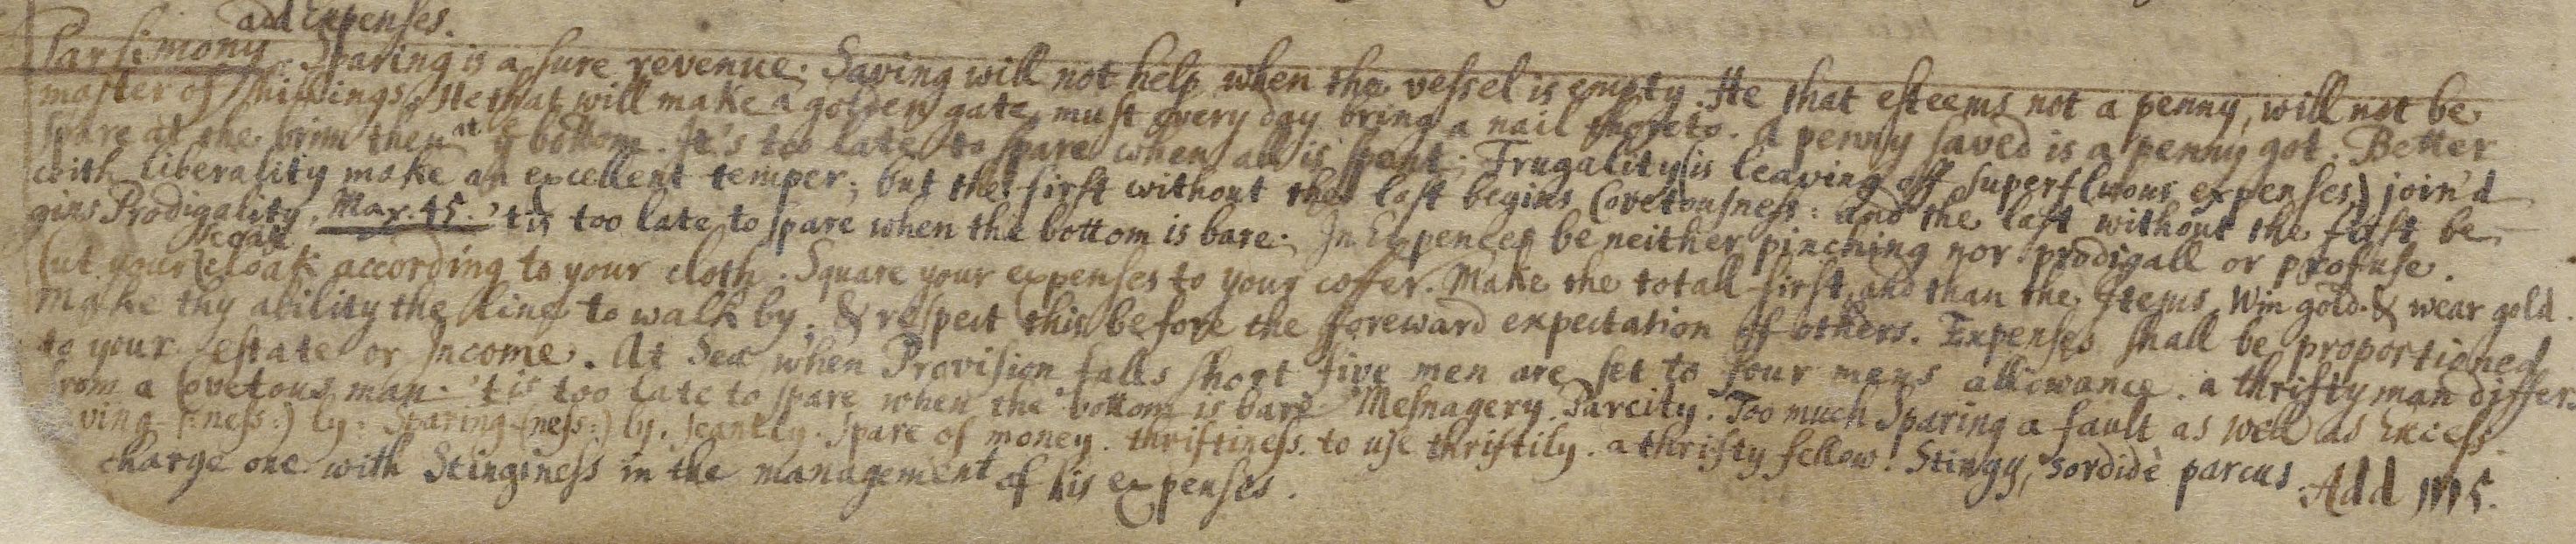 add Expenses.
Parsimony. Sparing is a sure revenue. Saving will not help when the vessel is empty. He that esteems not a penny, will not be
master of shillings. He that will make a golden gate, must every day bring a nail thereto. A penny saved is a penny got. Better
spare at the brim then at ye bottom. It's too late to spare when all is spent. Frugality (is leaving off superfluous expenses) join'd
with liberality make an excellent temper; but the first without the last begins Covetousness: and the last without the first be-
gins Prodigality. Max. 45. 'tis too late to spare when the bottom is bare. In Expences be neither pinching nor prodigall or profuse.
coat
Cut your cloak according to your cloth. Square your expenses to your coffer. Make the totall first, and than the Items. Win gold & wear gold.
Make thy ability the line to walk by; & respect this before the foreward expectation of others. Expenses shall be proportioned
to your estate or Income. At Sea when Provision falls short five men are set to four mens allowance. a thrifty man differs
from a Covetous man. 'tis too late to spare when the bottom is bare Mesnagery. Parcity. Too much Sparing a fault as well as Excess.
ving (-ness:) ly: Sparing (ness:) ly. scantly. Spare of money. thriftiness. to use thriftily. a thrifty fellow. Stingy, sordidè parcus. Add
charge one with Stinginess in the management of his expenses.